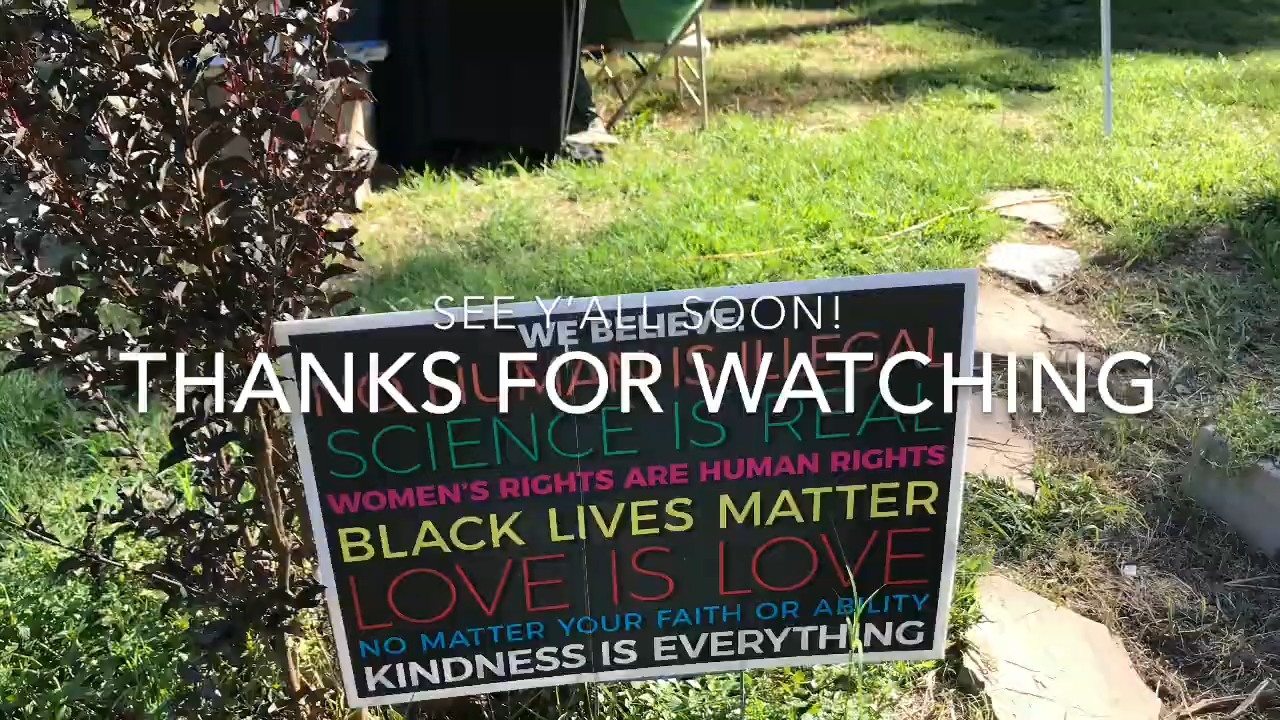 SEE Y'ALL SOON!
WE BELIEVE:
THANKS FOR WATCHING
NO HUMAN IS ILLEGAL
SCIENCE IS REAL
WOMEN'S RIGHTS ARE HUMAN RIGHTS
BLACK LIVES MATTER
LOVE IS LOVE
NO MATTER YOUR FAITH OR ABILITY
KINDNESS IS EVERYTHING